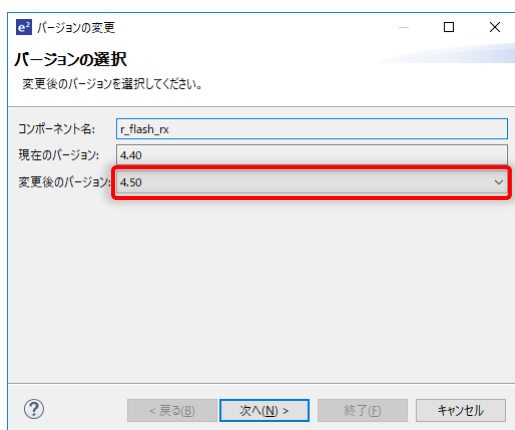 e² バージョンの変更
バージョンの選択
変更後のバージョンを選択してください。
コンポーネント名: r_flash_rx
現在のバージョン: 4.40
変更後のバージョン: 4.50
< 戻る(B) 次へ(N) > 終了(F) キャンセル